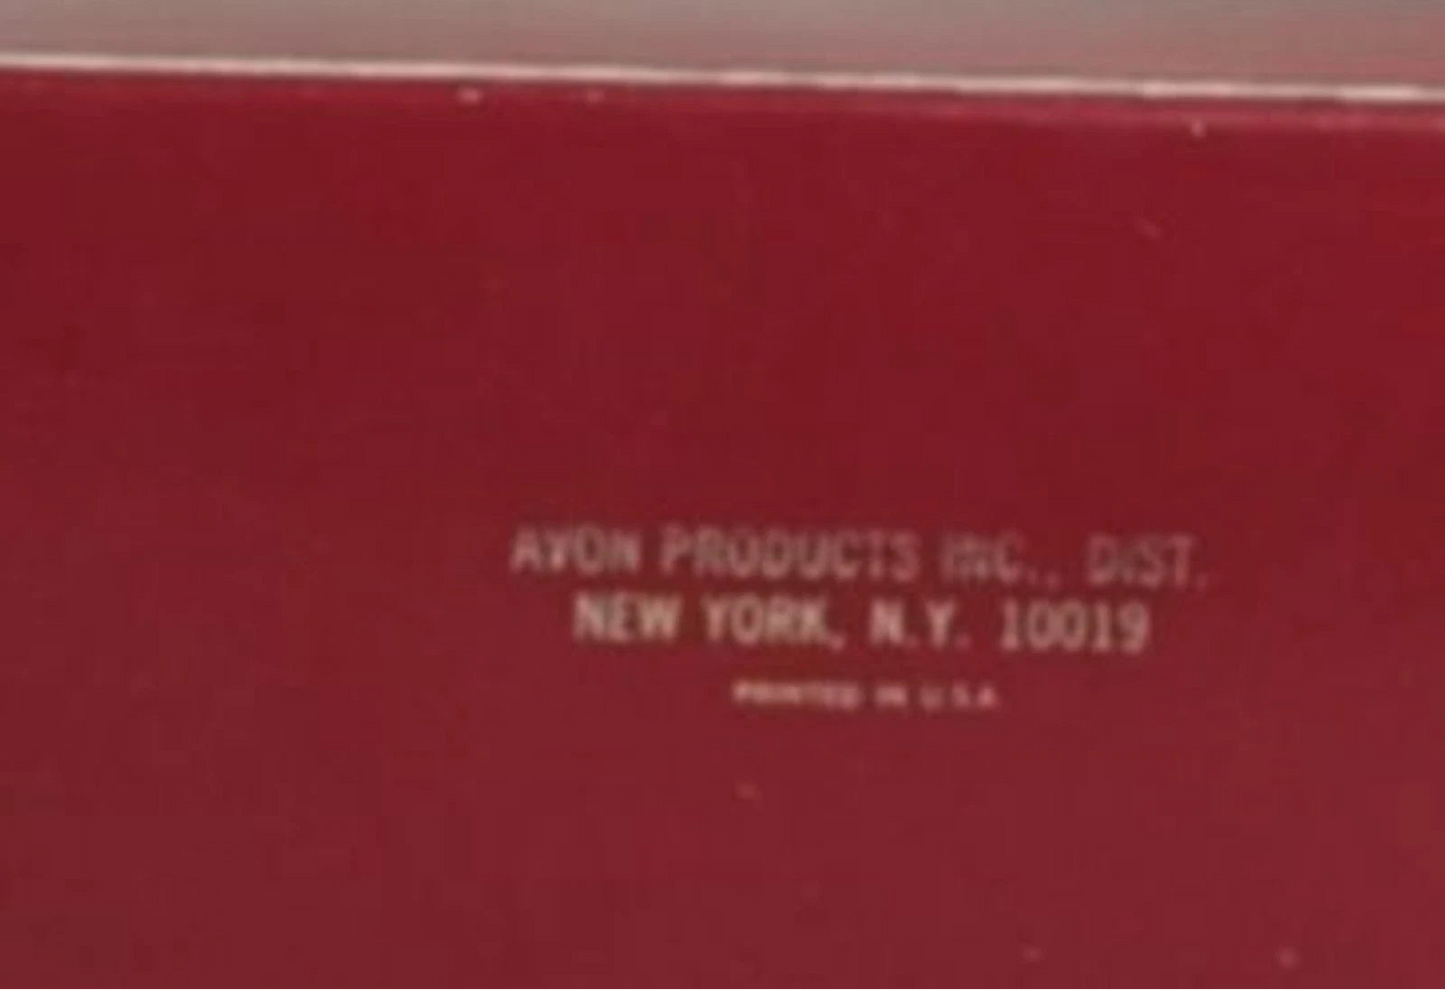 AVON PRODUCTS INC., DIST.
NEW YORK, N.Y. 10019
PRINTED IN U.S.A.